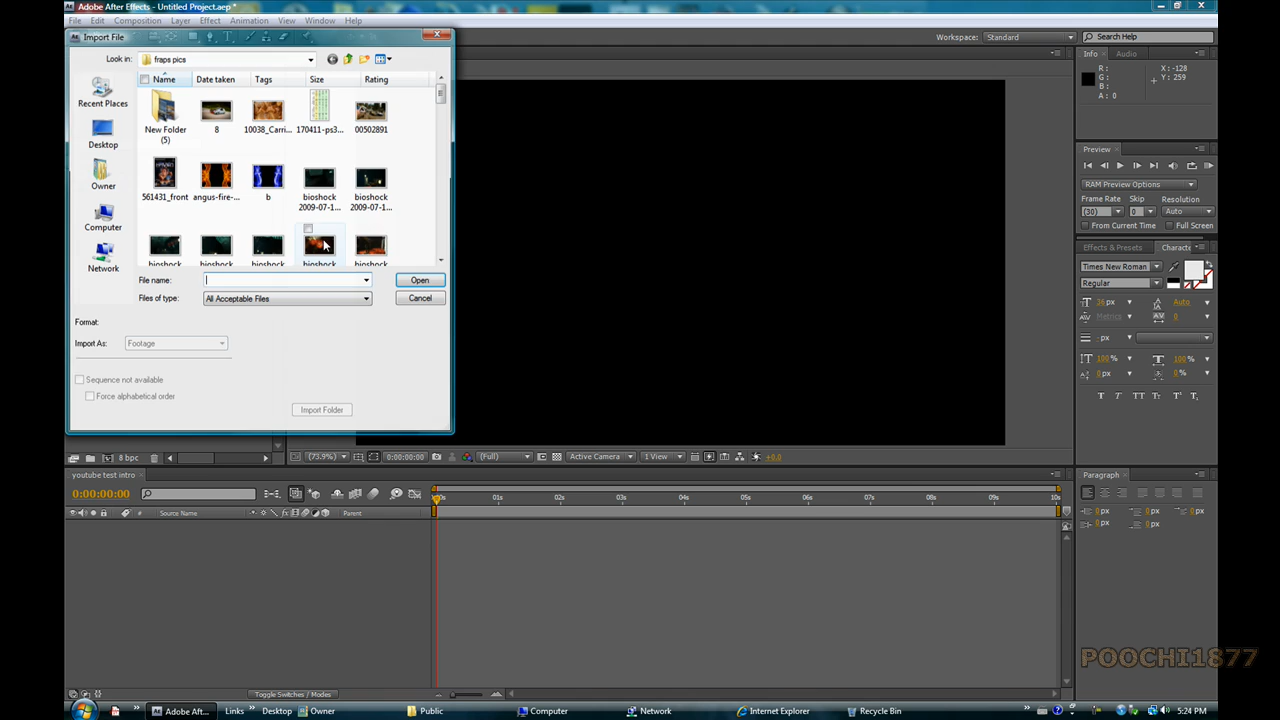 Adobe After Effects - Untitled Project.aep *
File Edit Composition Layer Effect Animation View Window Help
Import File
Workspace: Standard
Search Help
Look in: fraps pics
Name Date taken Tags Size Rating
Recent Places
Desktop
Owner
Computer
Network
New Folder (5)
8
10038_Carri...
170411-ps3...
00502891
561431_front
angus-fire-...
b
bioshock 2009-07-1...
bioshock 2009-07-1...
bioshock bioshock bioshock bioshock bioshock
File name:
Open
Files of type: All Acceptable Files
Cancel
Format:
Import As: Footage
Sequence not available
Force alphabetical order
Import Folder
Info Audio
R:
G:
B:
A: 0
X: -128
Y: 259
Preview
RAM Preview Options
Frame Rate Skip Resolution
(30) 0 Auto
From Current Time Full Screen
Effects & Presets Charact
Times New Roman
Regular
36 px Auto
Metrics 0
px
100 % 100 %
0 px 0 %
T T TT Tt T' T,
8 bpc
(73.9%) 0:00:00:00 (Full) Active Camera 1 View +0.0
youtube test intro
0:00:00:00
Source Name Parent
:00s 01s 02s 03s 04s 05s 06s 07s 08s 09s 10s
Paragraph
0 px 0 px 0 px
0 px 0 px
POOCHI1877
Toggle Switches / Modes
Adobe Aft... Links Desktop Owner Public Computer Network Internet Explorer Recycle Bin 5:24 PM